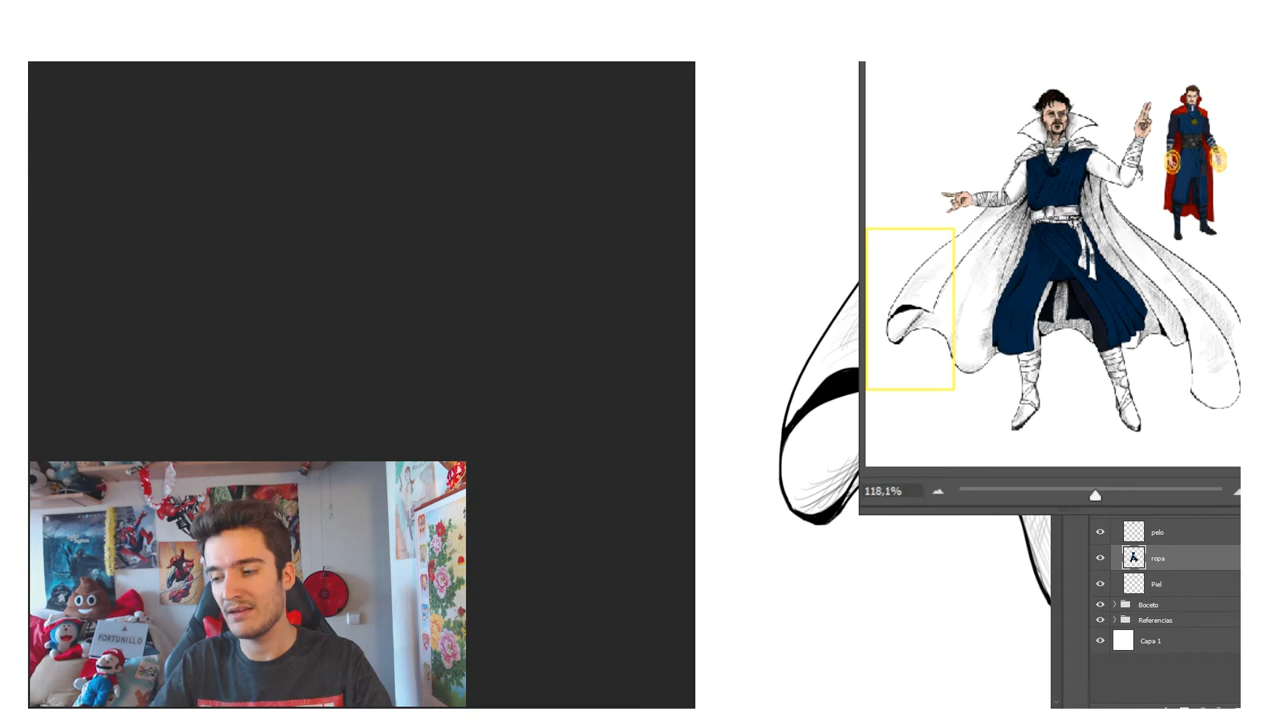 118,1%
pelo
ropa
Piel
Boceto
Referencias
Capa 1
FORTUNILLO